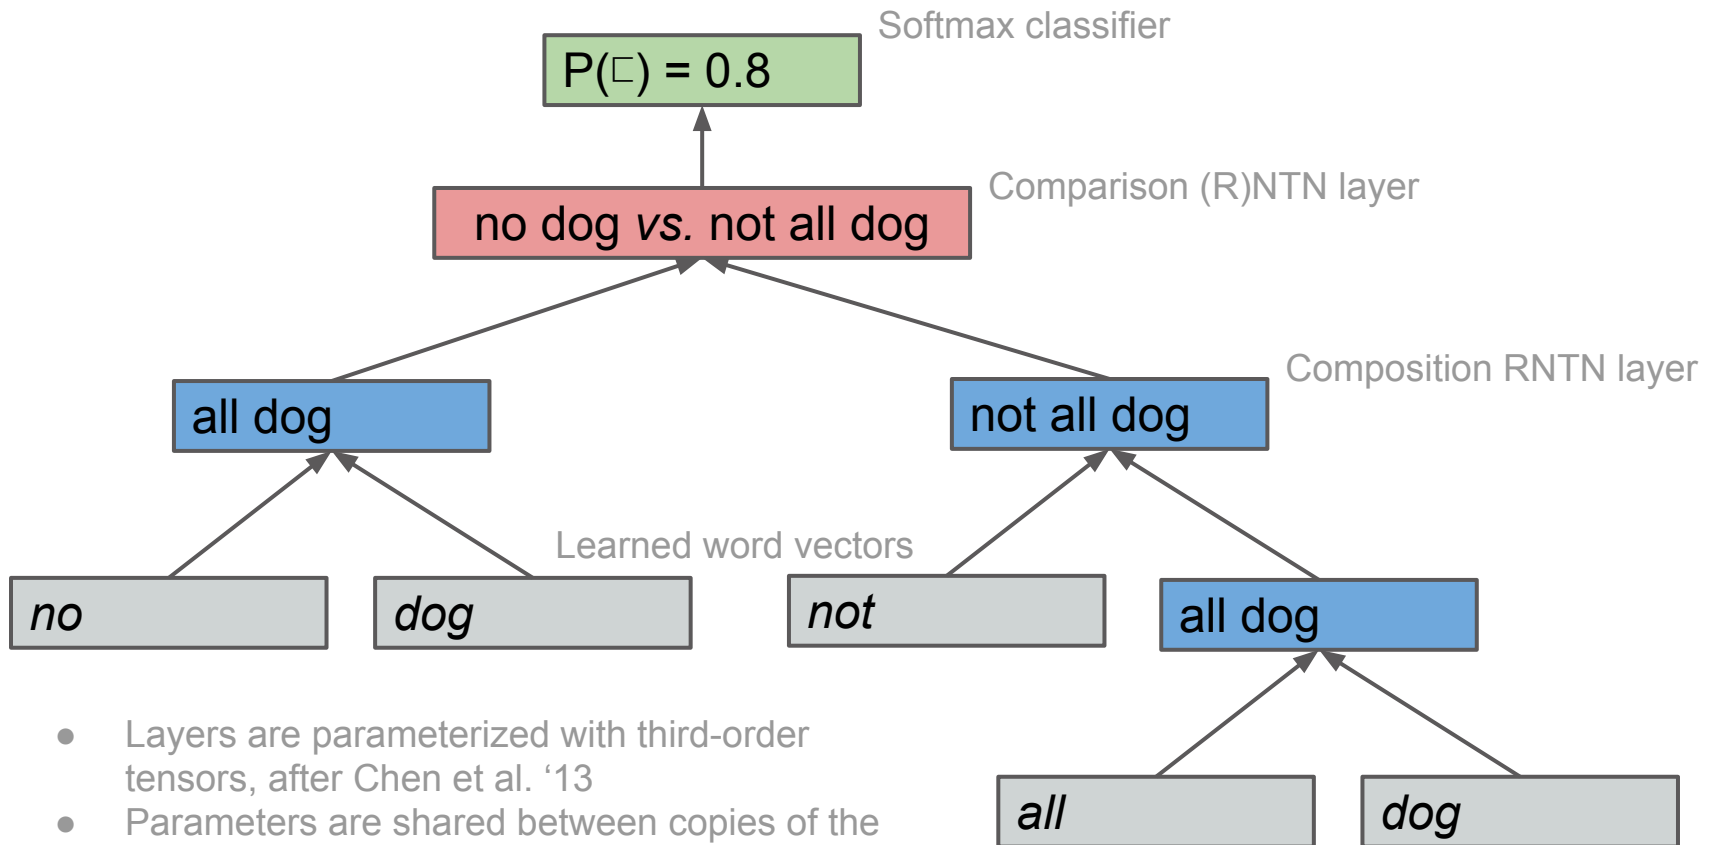 Softmax classifier
P(⊏) = 0.8
Comparison (R)NTN layer
no dog vs. not all dog
Composition RNTN layer
all dog
not all dog
Learned word vectors
no
dog
not
all dog
● Layers are parameterized with third-order
tensors, after Chen et al. ‘13
● Parameters are shared between copies of the
all
dog